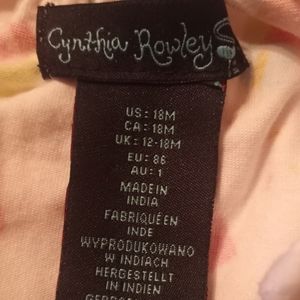 Cynthia Rowley
US: 18M
CA: 18M
UK: 12-18M
EU: 86
AU: 1
MADE IN
INDIA
FABRIQUÉ EN
INDE
WYPRODUKOWANO
W INDIACH
HERGESTELLT
IN INDIEN